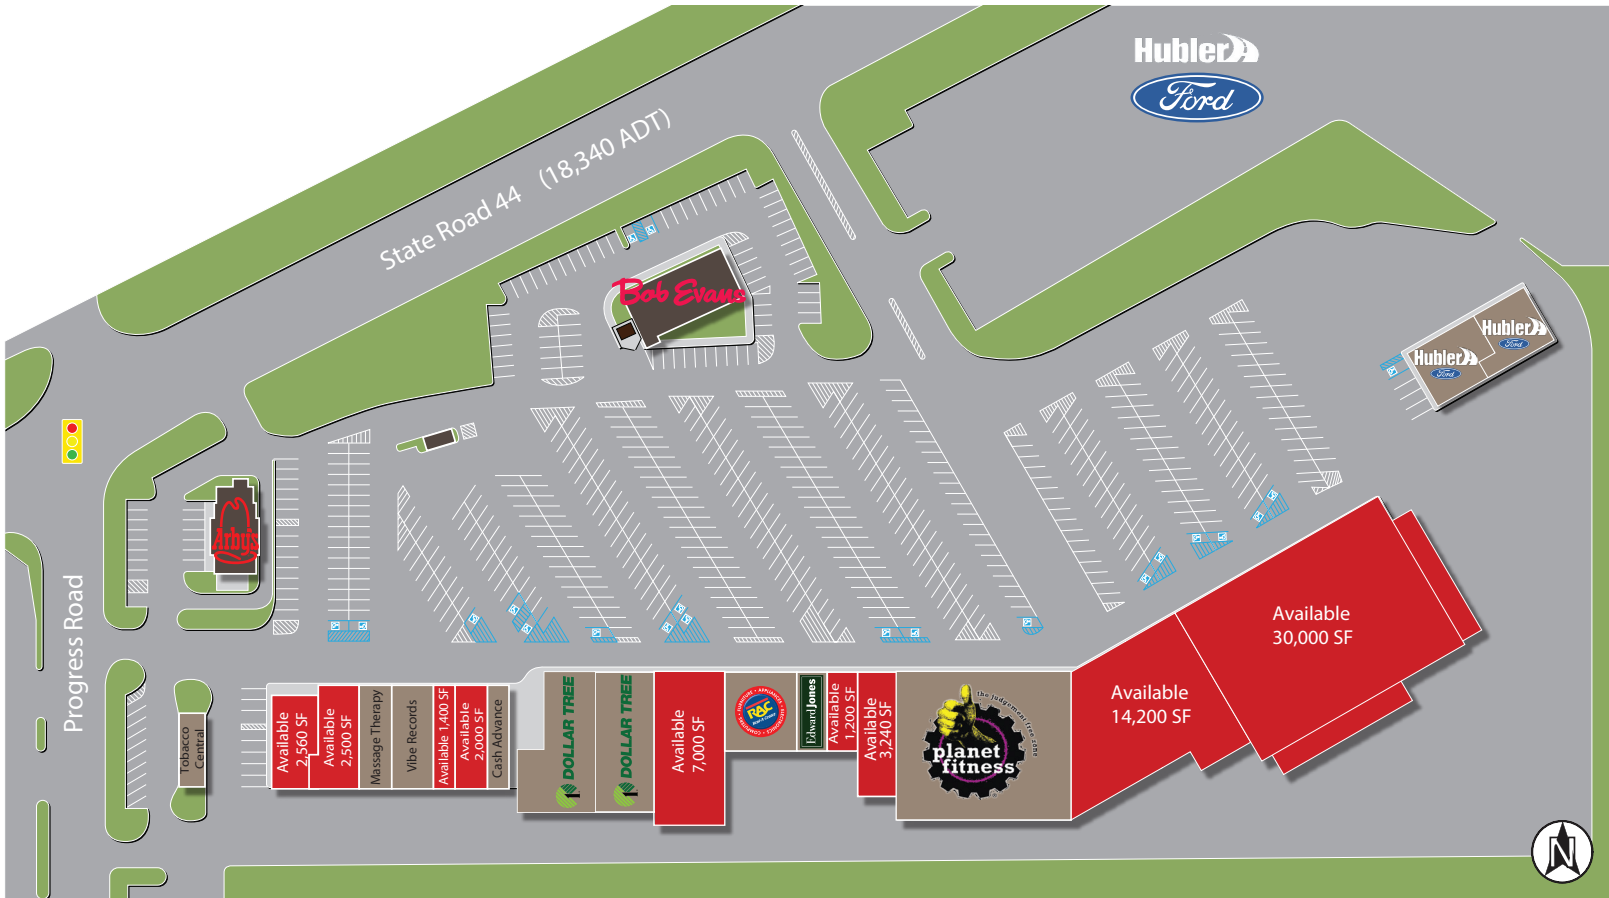 Hubler
Ford
State Road 44 (18,340 ADT)
Bob Evans
Hubler
Ford
Hubler
Ford
Arby's
Progress Road
Tobacco
Central
Available
2,560 SF
Available
2,500 SF
Massage Therapy
Vibe Records
Available 1,400 SF
Available
2,000 SF
Cash Advance
DOLLAR TREE
DOLLAR TREE
Available
7,000 SF
RAC
EdwardJones
Available
1,200 SF
Available
3,240 SF
the judgement free zone
planet
fitness
Available
14,200 SF
Available
30,000 SF
N